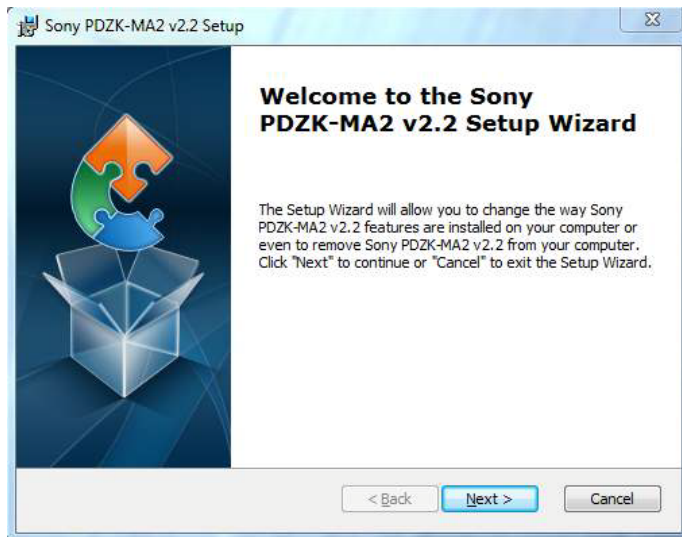 Sony PDZK-MA2 v2.2 Setup
Welcome to the Sony
PDZK-MA2 v2.2 Setup Wizard
The Setup Wizard will allow you to change the way Sony
PDZK-MA2 v2.2 features are installed on your computer or
even to remove Sony PDZK-MA2 v2.2 from your computer.
Click "Next" to continue or "Cancel" to exit the Setup Wizard.
< Back Next > Cancel